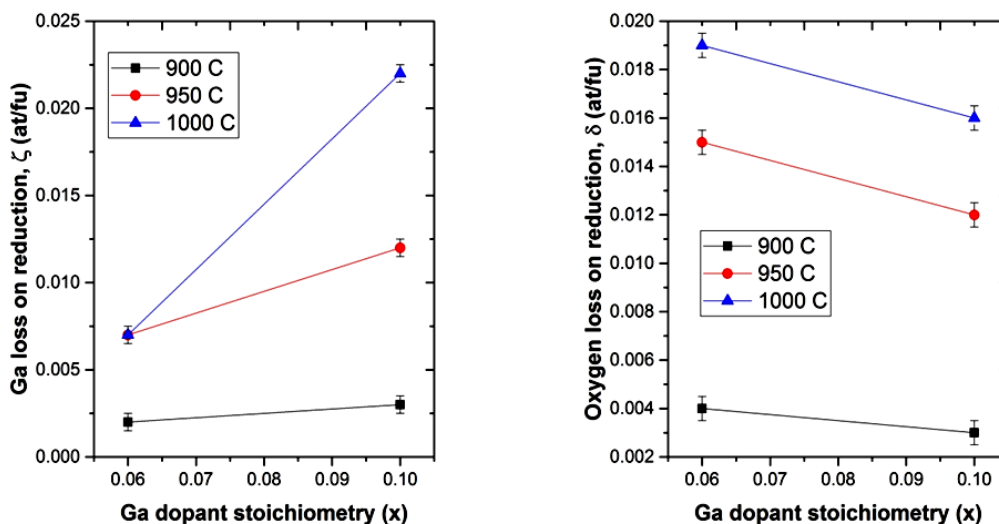 0.025
0.020
0.015
0.010
0.005
0.000
Ga loss on reduction, ζ (at/fu)
900 C
950 C
1000 C
0.06 0.07 0.08 0.09 0.10
Ga dopant stoichiometry (x)
0.020
0.018
0.016
0.014
0.012
0.010
0.008
0.006
0.004
0.002
Oxygen loss on reduction, δ (at/fu)
900 C
950 C
1000 C
0.06 0.07 0.08 0.09 0.10
Ga dopant stoichiometry (x)